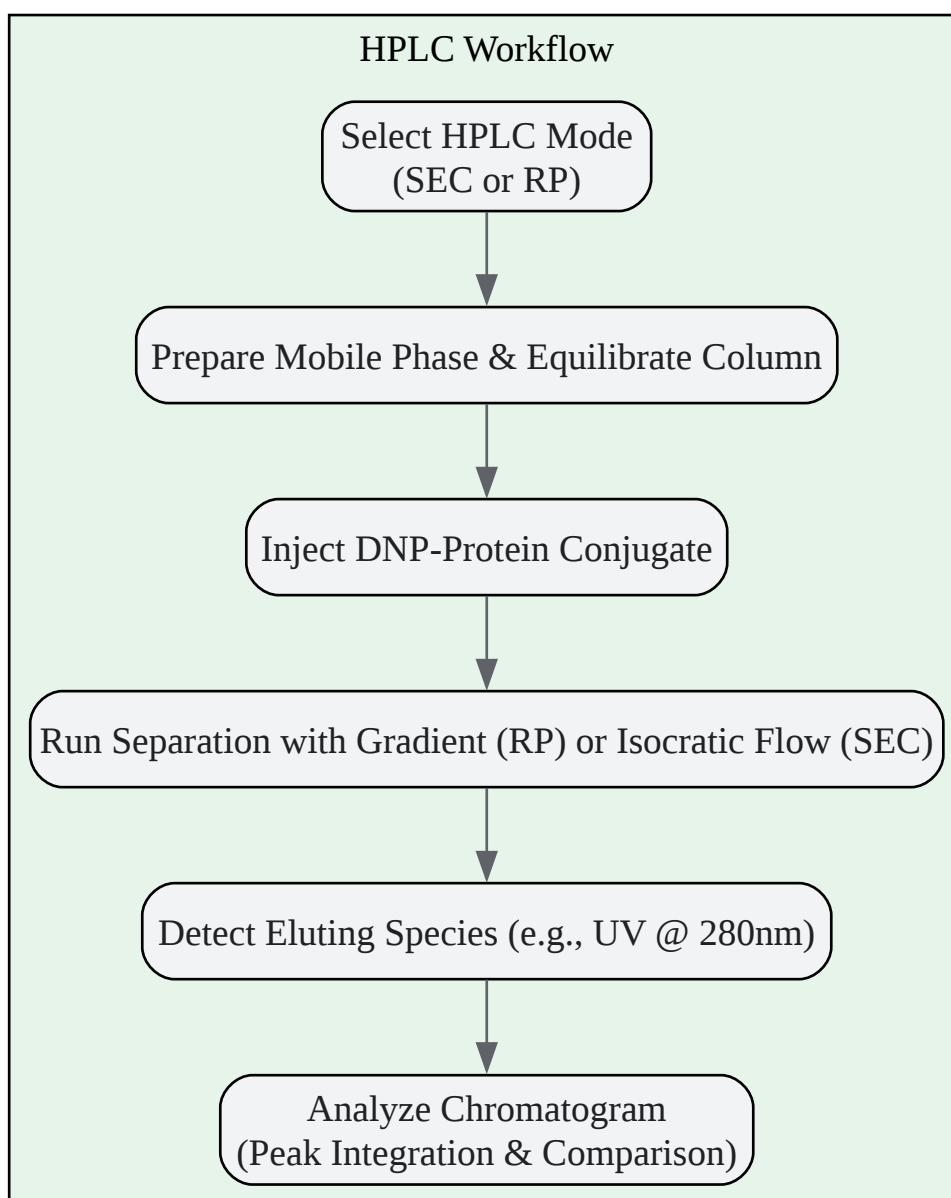 HPLC Workflow
Select HPLC Mode
(SEC or RP)
Prepare Mobile Phase & Equilibrate Column
Inject DNP-Protein Conjugate
Run Separation with Gradient (RP) or Isocratic Flow (SEC)
Detect Eluting Species (e.g., UV @ 280nm)
Analyze Chromatogram
(Peak Integration & Comparison)